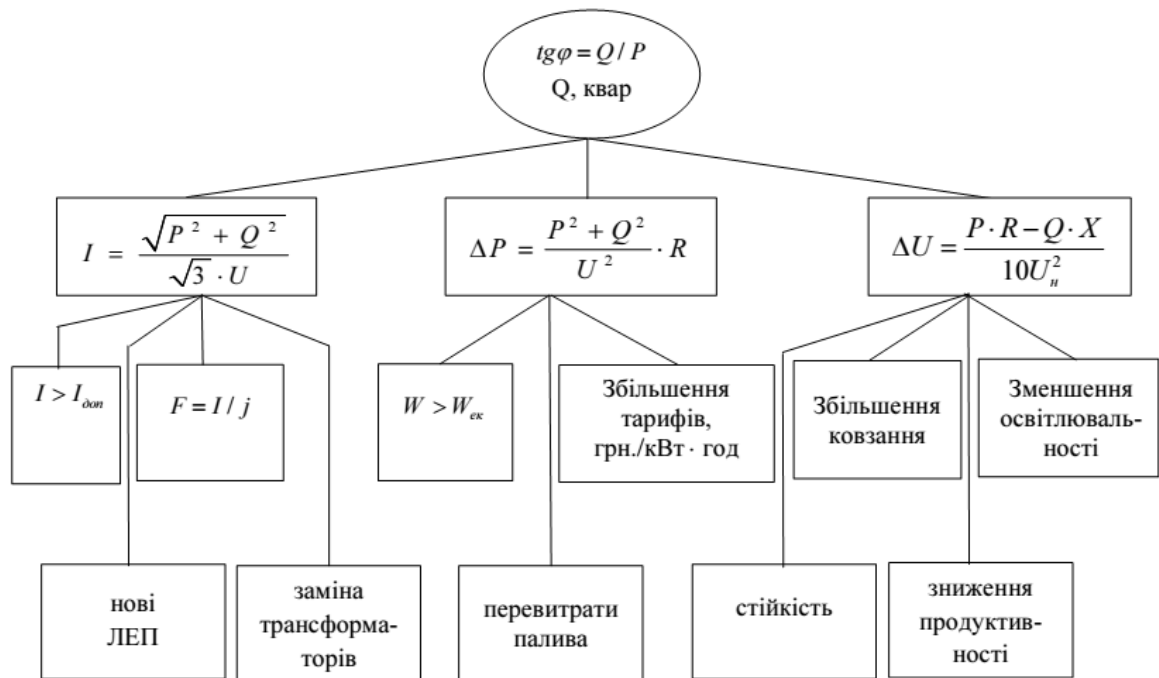 tgφ = Q / P
Q, квар
I = √(P² + Q²) / (√3 · U)
ΔP = (P² + Q²) / U² · R
ΔU = (P · R − Q · X) / 10U²н
I > Iдоп
F = I / j
W > Wек
Збільшення
тарифів,
грн./кВт · год
Збільшення
ковзання
Зменшення
освітлюваль-
ності
нові
ЛЕП
заміна
трансформа-
торів
перевитрати
палива
стійкість
зниження
продуктив-
ності